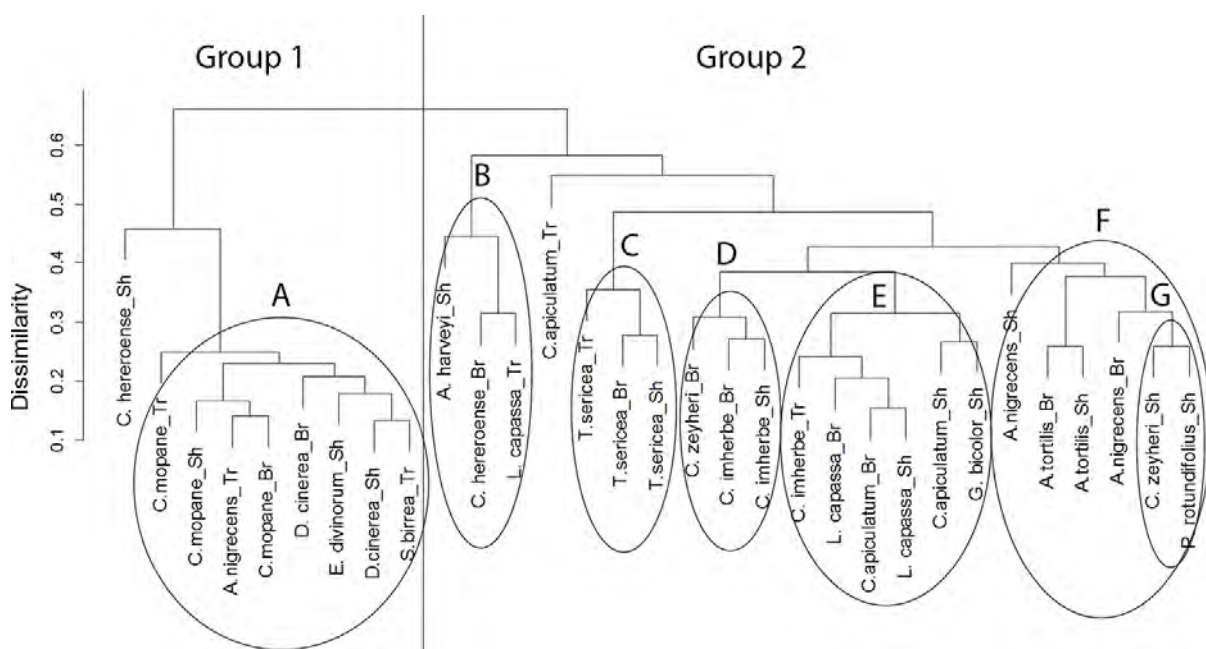 Group 1
Group 2
Dissimilarity
0.6
0.5
0.4
0.3
0.2
0.1
A
B
C
D
E
F
G
C. hereroense_Sh
C.mopane_Tr
C.mopane_Sh
A.nigrecens_Tr
C.mopane_Br
D. cinerea_Br
E. divinorum_Sh
D.cinerea_Sh
S.birrea_Tr
A. harveyi_Sh
C. hereroense_Br
L. capassa_Tr
C.apiculatum_Tr
T.sericea_Tr
T.sericea_Br
T.sericea_Sh
C. zeyheri_Br
C. imherbe_Br
C. imherbe_Sh
C. imherbe_Tr
L. capassa_Br
C.apiculatum_Br
L. capassa_Sh
C.apiculatum_Sh
G. bicolor_Sh
A.nigrecens_Sh
A.tortilis_Br
A.tortilis_Sh
A.nigrecens_Br
C. zeyheri_Sh
P. rotundifolius_Sh